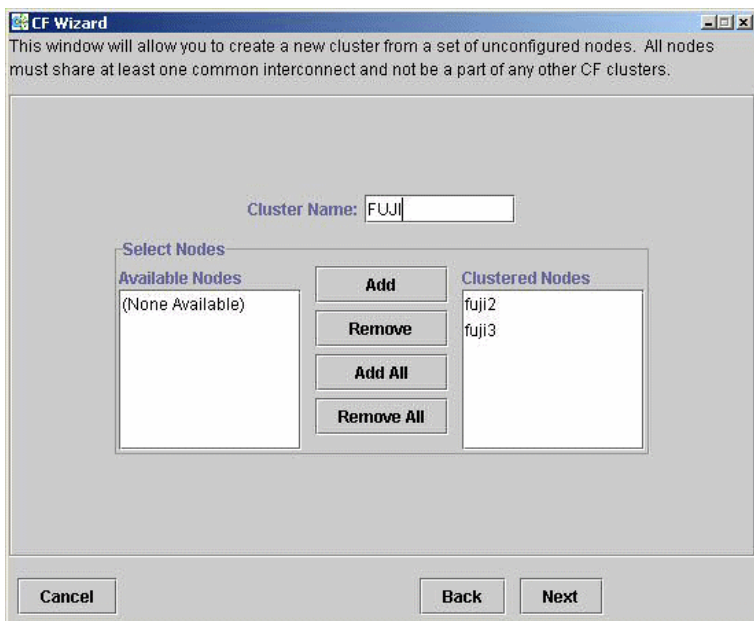 CF Wizard
This window will allow you to create a new cluster from a set of unconfigured nodes. All nodes
must share at least one common interconnect and not be a part of any other CF clusters.
Cluster Name: FUJI
Select Nodes
Available Nodes
(None Available)
Add
Remove
Add All
Remove All
Clustered Nodes
fuji2
fuji3
Cancel
Back
Next